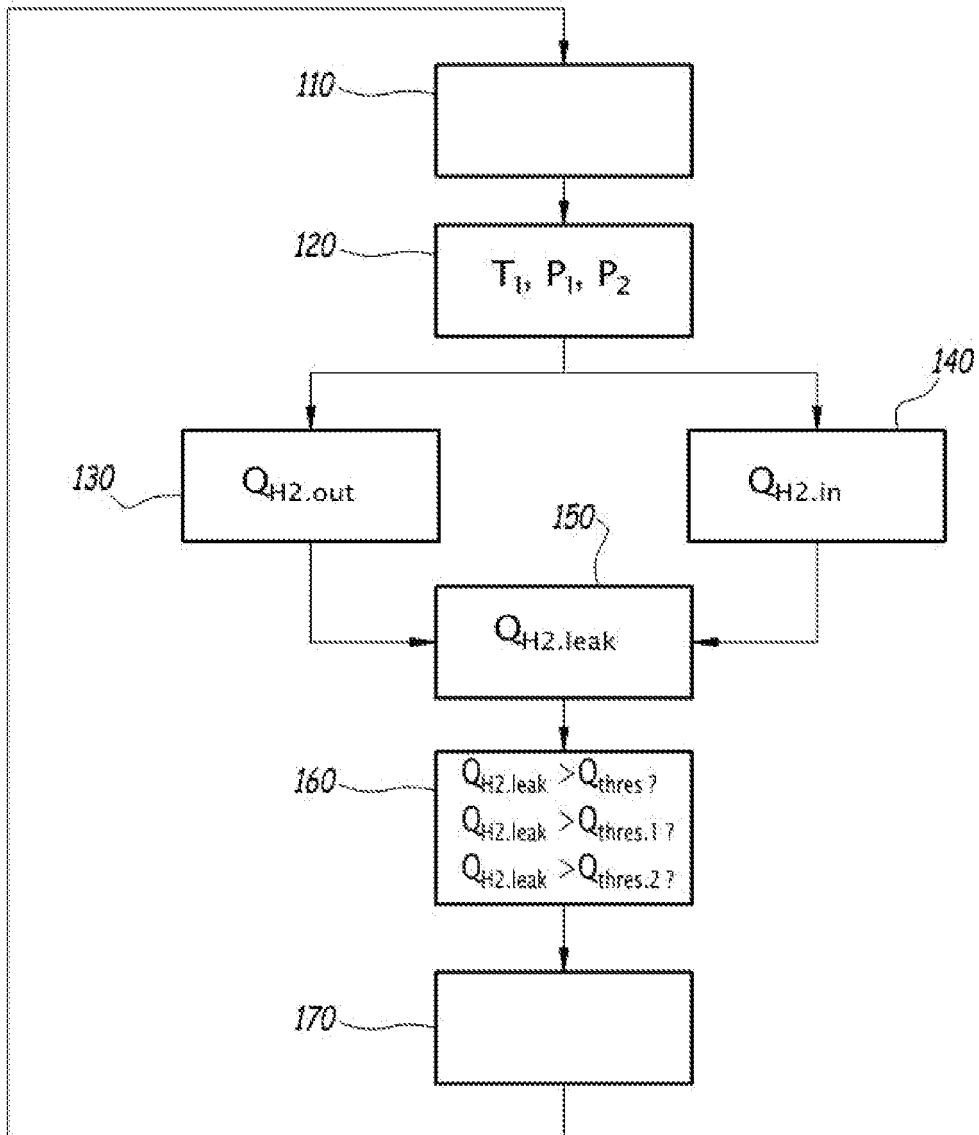 110
120
T1, P1, P2
140
130
QH2.out
QH2.in
150
QH2.leak
160
QH2.leak >Qthres ?
QH2.leak >Qthres.1 ?
QH2.leak >Qthres.2 ?
170